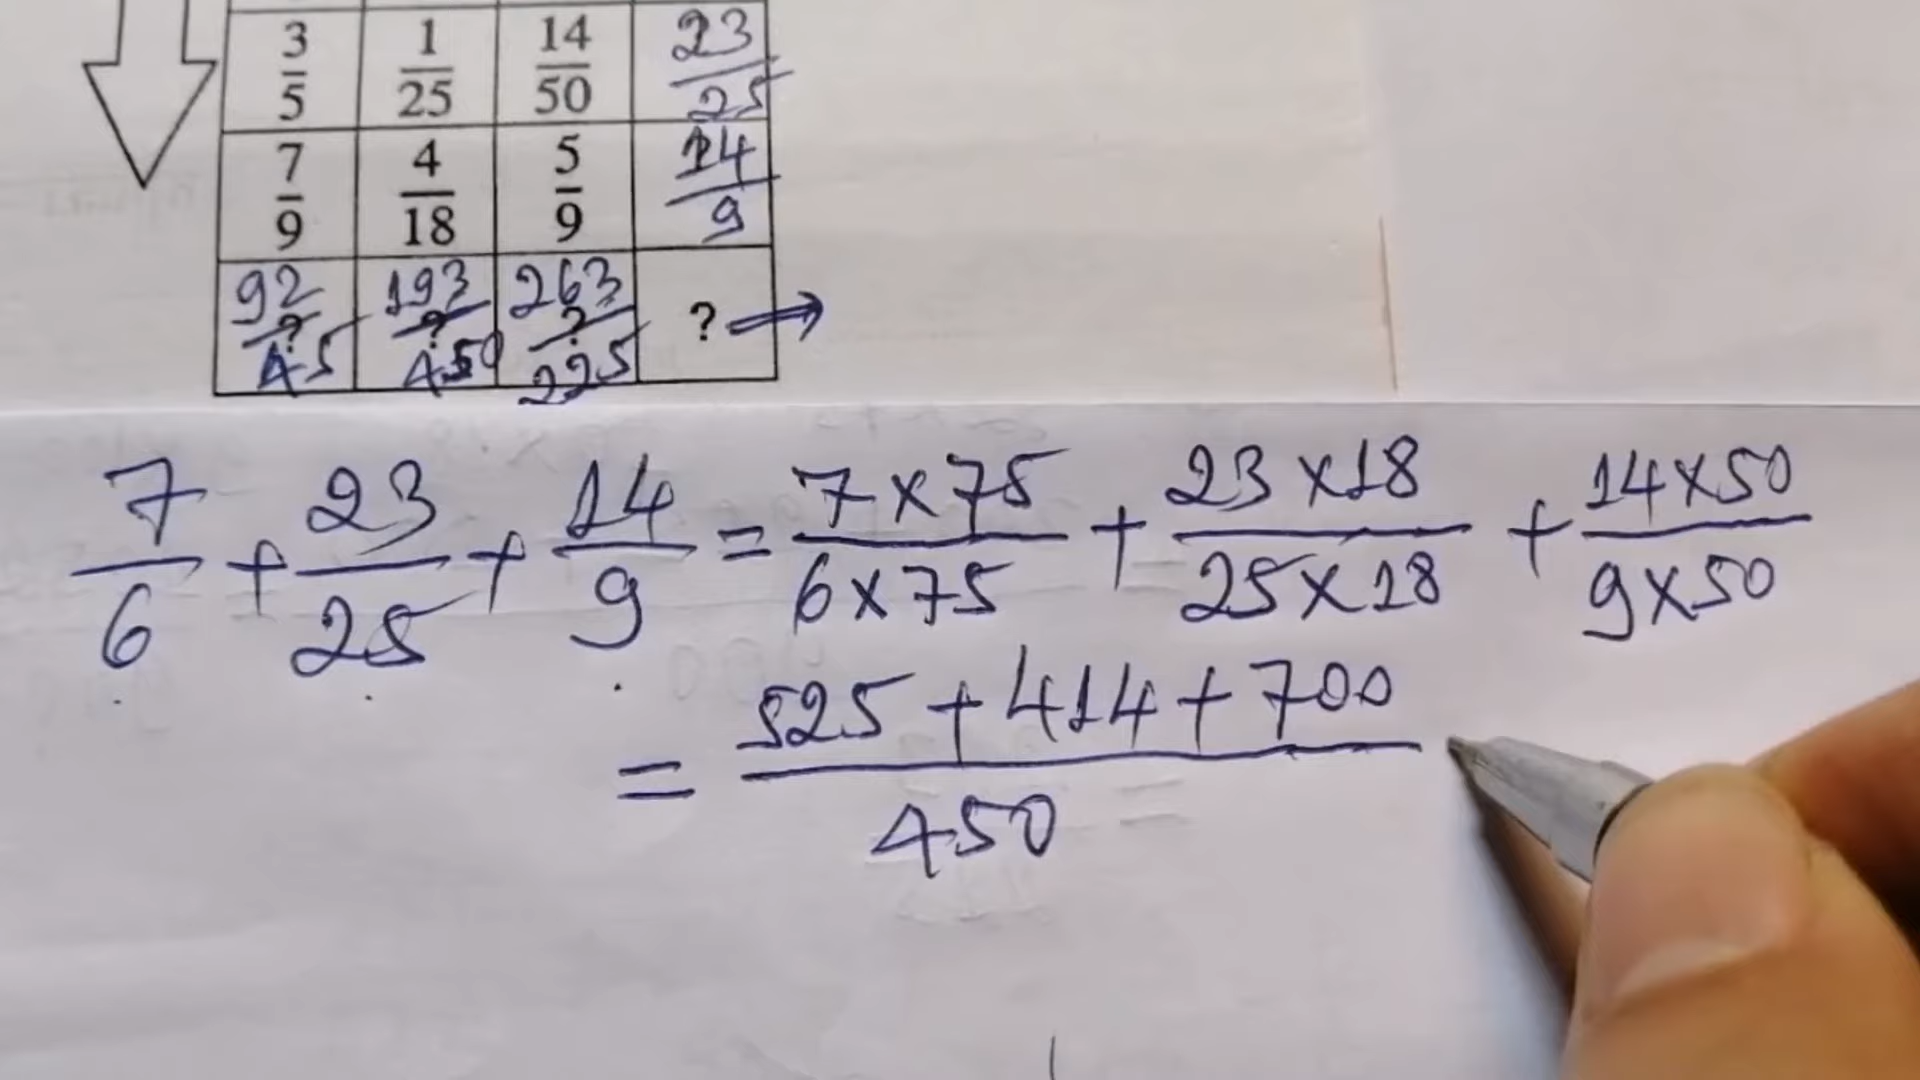 3/5 1/25 14/50 23/25
7/9 4/18 5/9 14/9
92/45 ? 193/450 ? 263/225 ? ? →
7/6 + 23/25 + 14/9 = 7×75/6×75 + 23×18/25×18 + 14×50/9×50
= 525+414+700/450